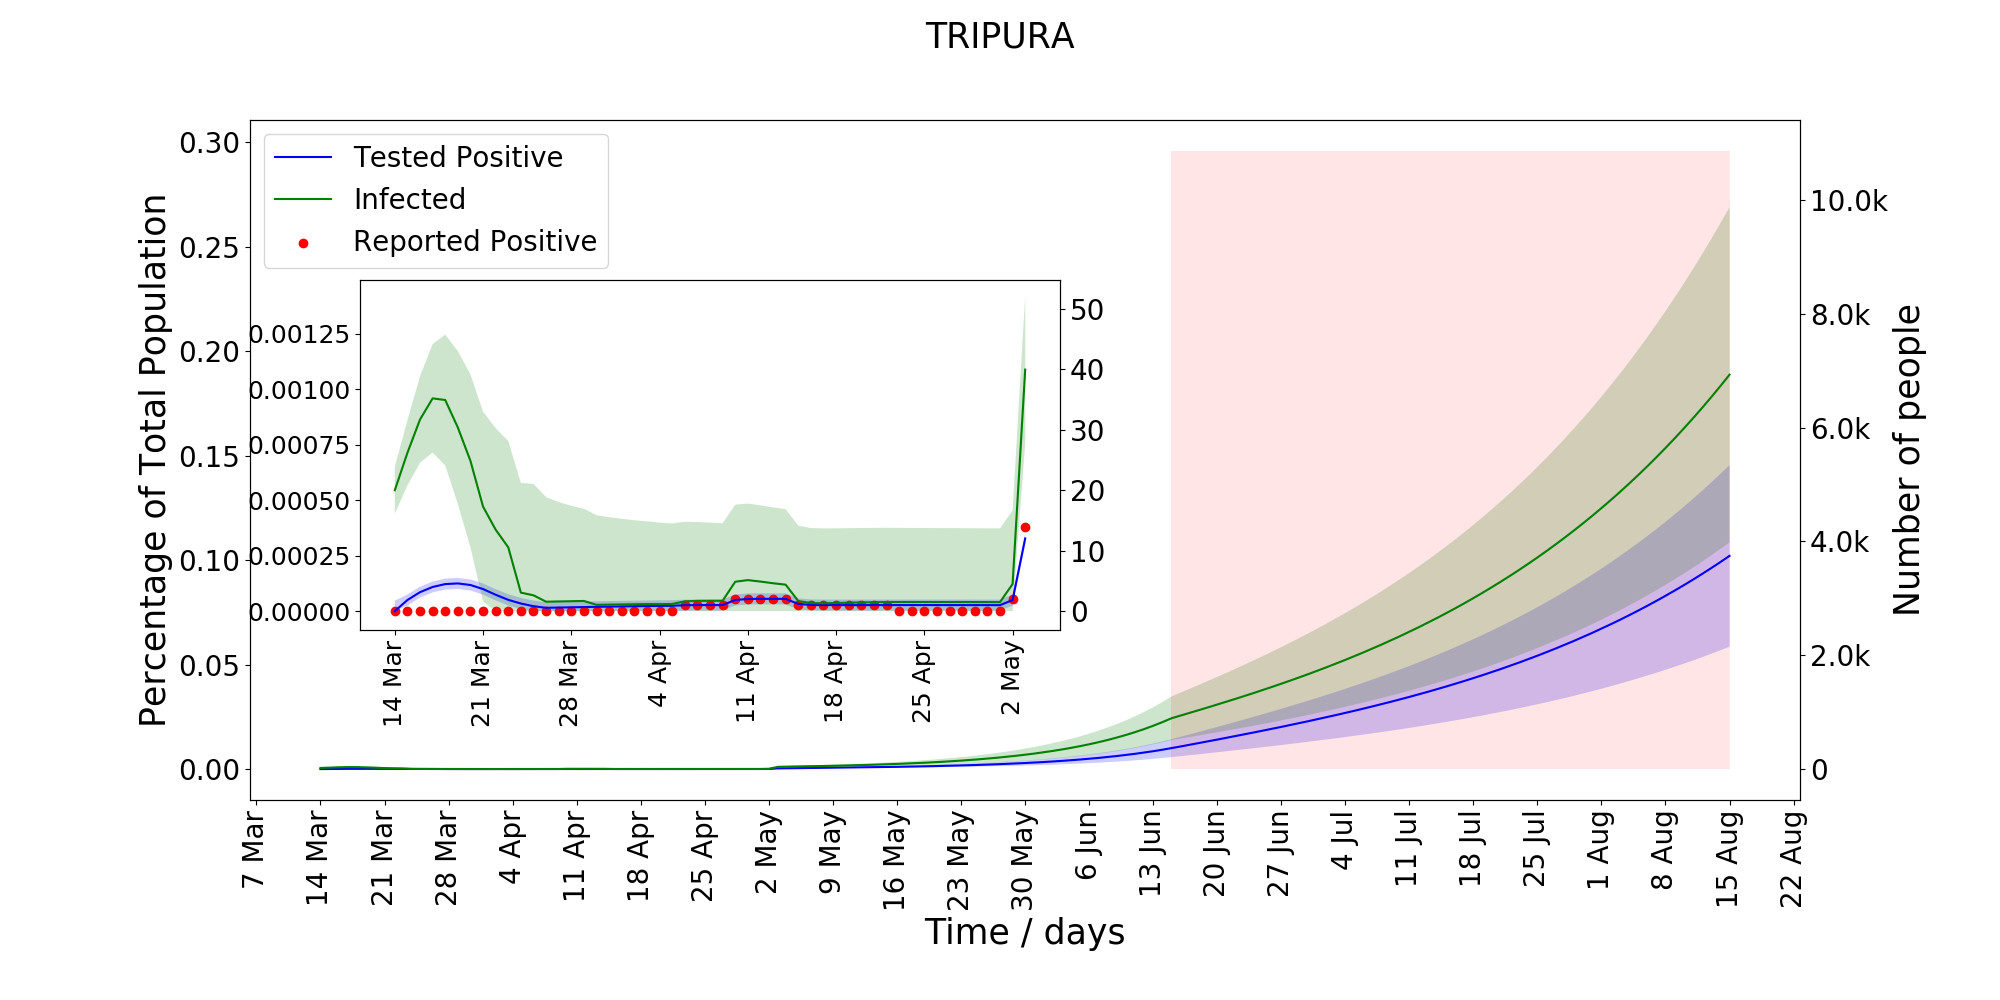 TRIPURA
Tested Positive
Infected
Reported Positive
Percentage of Total Population
0.30
0.25
0.20
0.15
0.10
0.05
0.00
10.0k
8.0k
6.0k
4.0k
2.0k
0
Number of people
0.00125
0.00100
0.00075
0.00050
0.00025
0.00000
50
40
30
20
10
0
14 Mar
21 Mar
28 Mar
4 Apr
11 Apr
18 Apr
25 Apr
2 May
7 Mar
14 Mar
21 Mar
28 Mar
4 Apr
11 Apr
18 Apr
25 Apr
2 May
9 May
16 May
23 May
30 May
6 Jun
13 Jun
20 Jun
27 Jun
4 Jul
11 Jul
18 Jul
25 Jul
1 Aug
8 Aug
15 Aug
22 Aug
Time / days